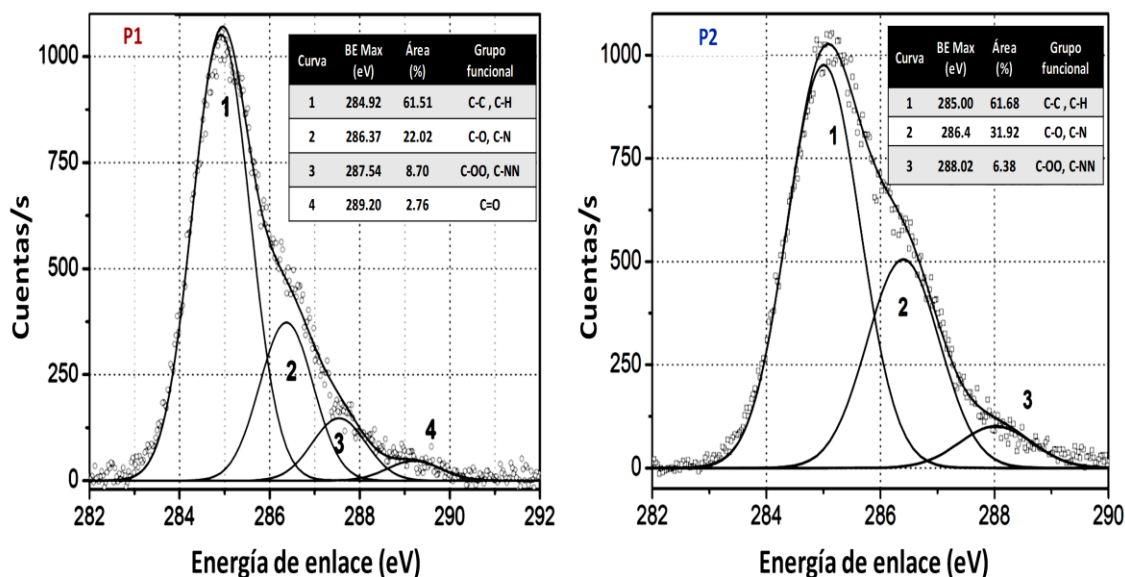 P1
Curva BE Max (eV) Área (%) Grupo funcional
1 284.92 61.51 C-C , C-H
2 286.37 22.02 C-O, C-N
3 287.54 8.70 C-OO, C-NN
4 289.20 2.76 C=O
1000
750
500
250
0
1
2
3
4
282 284 286 288 290 292
Cuentas/s
Energía de enlace (eV)
P2
Curva BE Max (eV) Área (%) Grupo funcional
1 285.00 61.68 C-C , C-H
2 286.4 31.92 C-O, C-N
3 288.02 6.38 C-OO, C-NN
1000
750
500
250
0
1
2
3
282 284 286 288 290
Cuentas/s
Energía de enlace (eV)